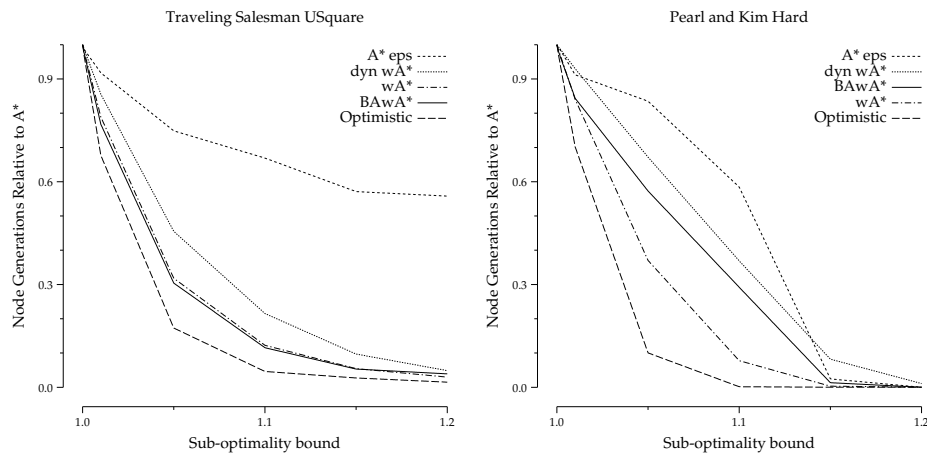 Traveling Salesman USquare
Node Generations Relative to A*
0.9
0.6
0.3
0.0
A* eps
dyn wA*
wA*
BAwA*
Optimistic
1.0
1.1
1.2
Sub-optimality bound
Pearl and Kim Hard
Node Generations Relative to A*
0.9
0.6
0.3
0.0
A* eps
dyn wA*
BAwA*
wA*
Optimistic
1.0
1.1
1.2
Sub-optimality bound